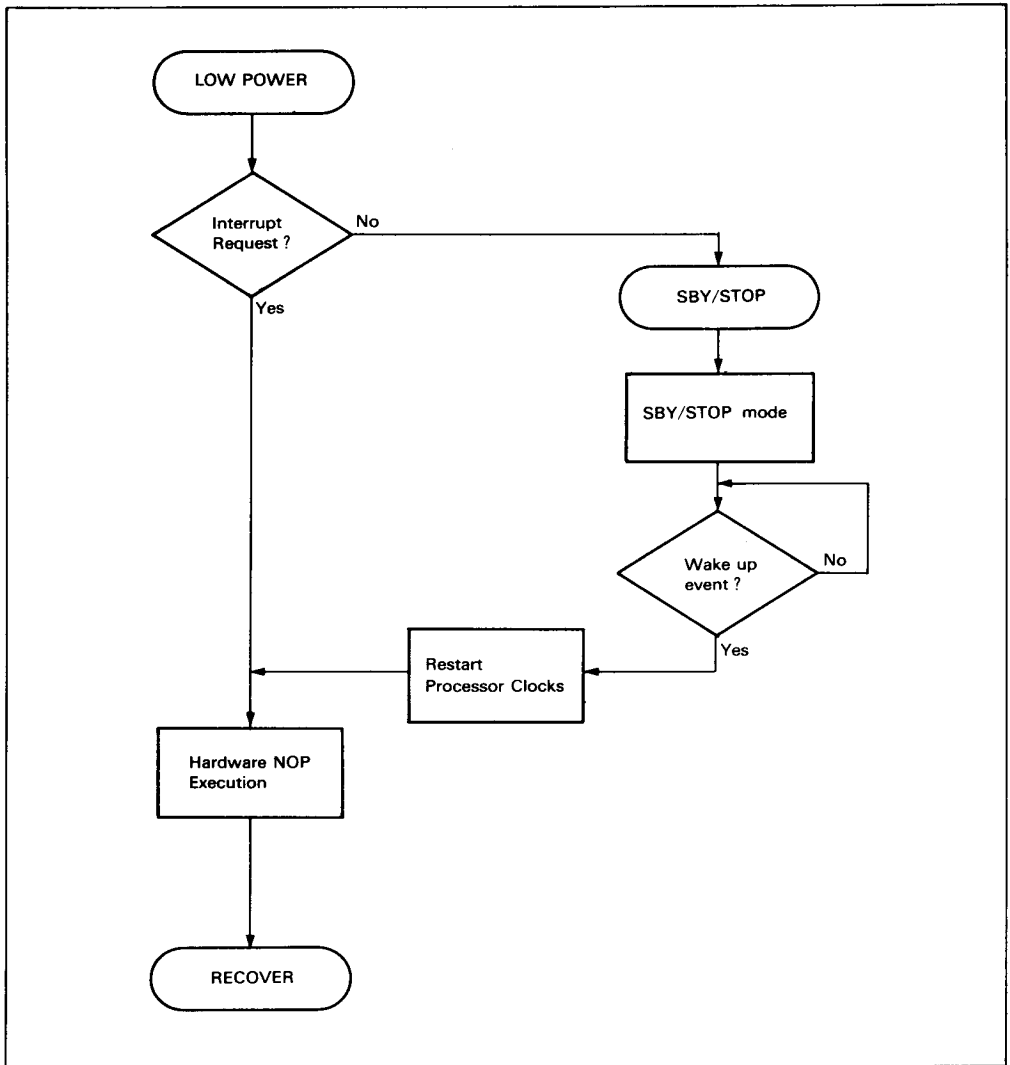 LOW POWER
Interrupt
Request ?
No
Yes
SBY/STOP
SBY/STOP mode
Wake up
event ?
No
Yes
Restart
Processor Clocks
Hardware NOP
Execution
RECOVER